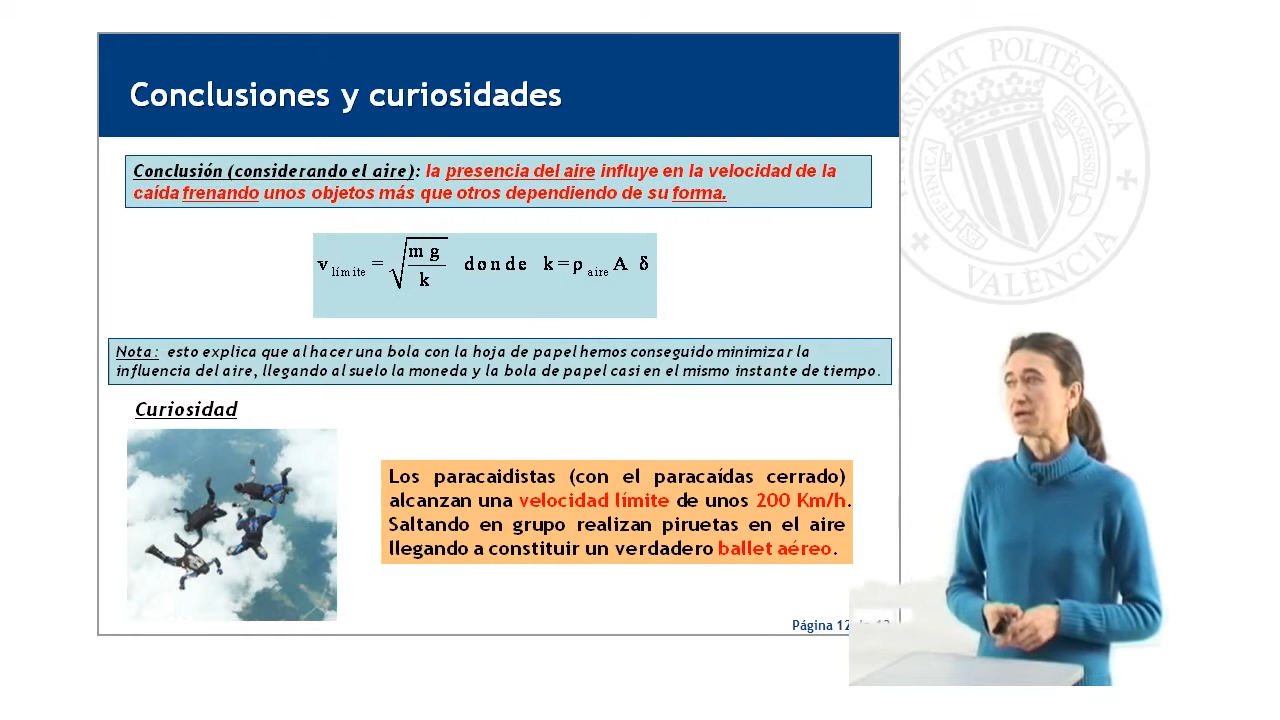 Conclusiones y curiosidades
UNIVERSITAT POLITÈCNICA
VALÈNCIA
Conclusión (considerando el aire): la presencia del aire influye en la velocidad de la
caída frenando unos objetos más que otros dependiendo de su forma.
v límite = √(m g / k) donde k = ρ aire A δ
Nota: esto explica que al hacer una bola con la hoja de papel hemos conseguido minimizar la
influencia del aire, llegando al suelo la moneda y la bola de papel casi en el mismo instante de tiempo.
Curiosidad
Los paracaidistas (con el paracaídas cerrado)
alcanzan una velocidad límite de unos 200 Km/h.
Saltando en grupo realizan piruetas en el aire
llegando a constituir un verdadero ballet aéreo.
Página 12